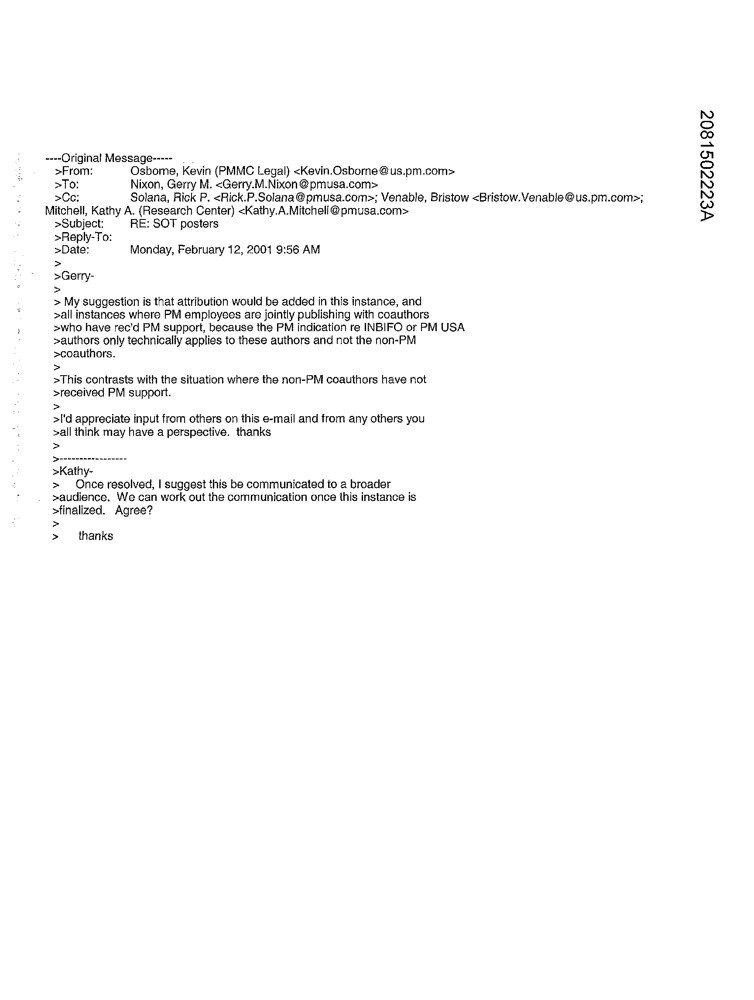 2081502223A
----Original Message-----
>From: Osborne, Kevin (PMMC Legal) <Kevin.Osborne@us.pm.com>
>To: Nixon, Gerry M. <Gerry.M.Nixon@pmusa.com>
>Cc: Solana, Rick P. <Rick.P.Solana@pmusa.com>; Venable, Bristow <Bristow.Venable@us.pm.com>;
Mitchell, Kathy A. (Research Center) <Kathy.A.Mitchell@pmusa.com>
>Subject: RE: SOT posters
>Reply-To:
>Date: Monday, February 12, 2001 9:56 AM
>
>Gerry-
>
> My suggestion is that attribution would be added in this instance, and
>all instances where PM employees are jointly publishing with coauthors
>who have rec'd PM support, because the PM indication re INBIFO or PM USA
>authors only technically applies to these authors and not the non-PM
>coauthors.
>
>This contrasts with the situation where the non-PM coauthors have not
>received PM support.
>
>I'd appreciate input from others on this e-mail and from any others you
>all think may have a perspective. thanks
>
>-----------------
>Kathy-
> Once resolved, I suggest this be communicated to a broader
>audience. We can work out the communication once this instance is
>finalized. Agree?
>
> thanks